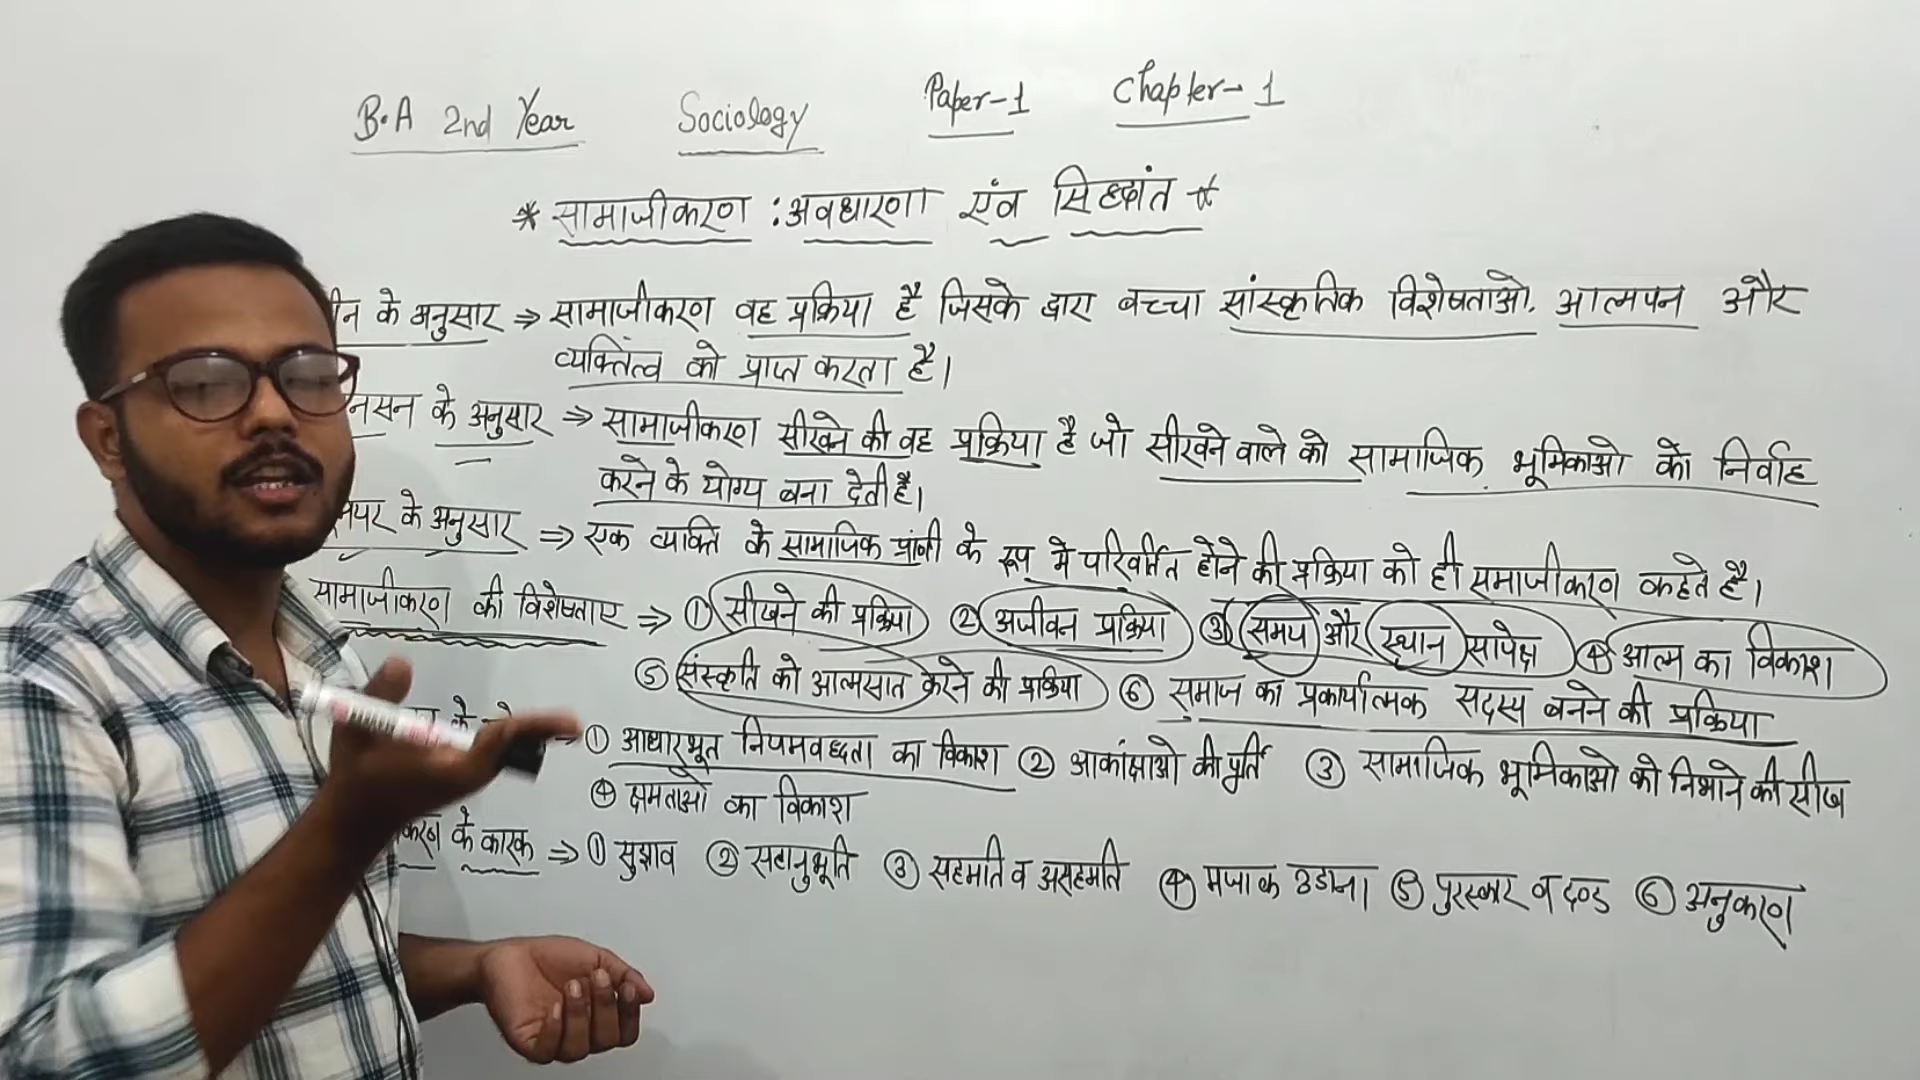 B.A 2nd Year Sociology Paper-1 Chapter-1
* सामाजीकरण : अवधारणा एंव सिध्दांत *
के अनुसार ⇒ सामाजीकरण वह प्रक्रिया है जिसके द्वारा बच्चा सांस्कृतिक विशेषताओ, आत्मपन और
व्यक्तित्व को प्राप्त करता है।
के अनुसार ⇒ सामाजीकरण सीखने की वह प्रक्रिया है जो सीखने वाले को सामाजिक भूमिकाओ का निर्वाह
करने के योग्य बना देती है।
के अनुसार ⇒ एक व्यक्ति के सामाजिक प्रांणी के रूप मे परिवर्तित होने की प्रक्रिया को ही समाजीकरण कहते है।
सामाजीकरण की विशेषताए ⇒ ① सीखने की प्रक्रिया ② अजीवन प्रक्रिया ③ समय और स्थान सापेक्ष ④ आत्म का विकाश
⑤ संस्कृति को आत्मसात करने की प्रक्रिया ⑥ समाज का प्रकार्यात्मक सदस्य बनने की प्रक्रिया
① आधारभूत नियमवध्दता का विकाश ② आकांक्षाओ की पूर्ति ③ सामाजिक भूमिकाओ को निभाने की सीख
④ क्षमताओं का विकाश
के कारक ⇒ ① सुझाव ② सहानुभूति ③ सहमति व असहमति ④ मजाक उडाना ⑤ पुरस्कार व दण्ड ⑥ अनुकरण